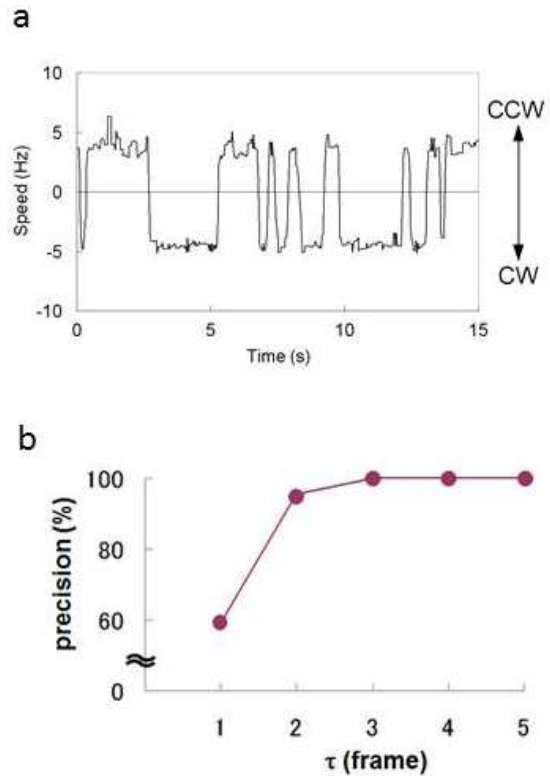 a
10
5
0
-5
-10
Speed (Hz)
0 5 10 15
Time (s)
CCW
CW
b
100
80
60
0
precision (%)
1 2 3 4 5
τ (frame)